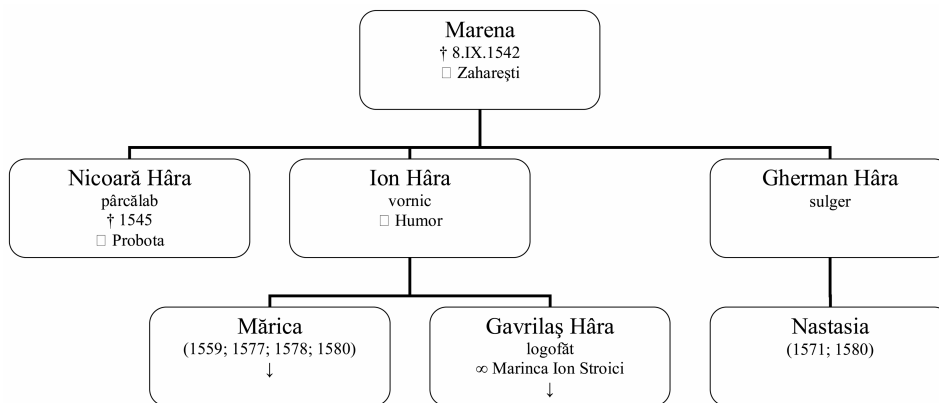 Marena
† 8.IX.1542
□ Zahareşti
Nicoară Hâra
pârcălab
† 1545
□ Probota
Ion Hâra
vornic
□ Humor
Gherman Hâra
sulger
Mărica
(1559; 1577; 1578; 1580)
↓
Gavrilaş Hâra
logofăt
∞ Marinca Ion Stroici
↓
Nastasia
(1571; 1580)